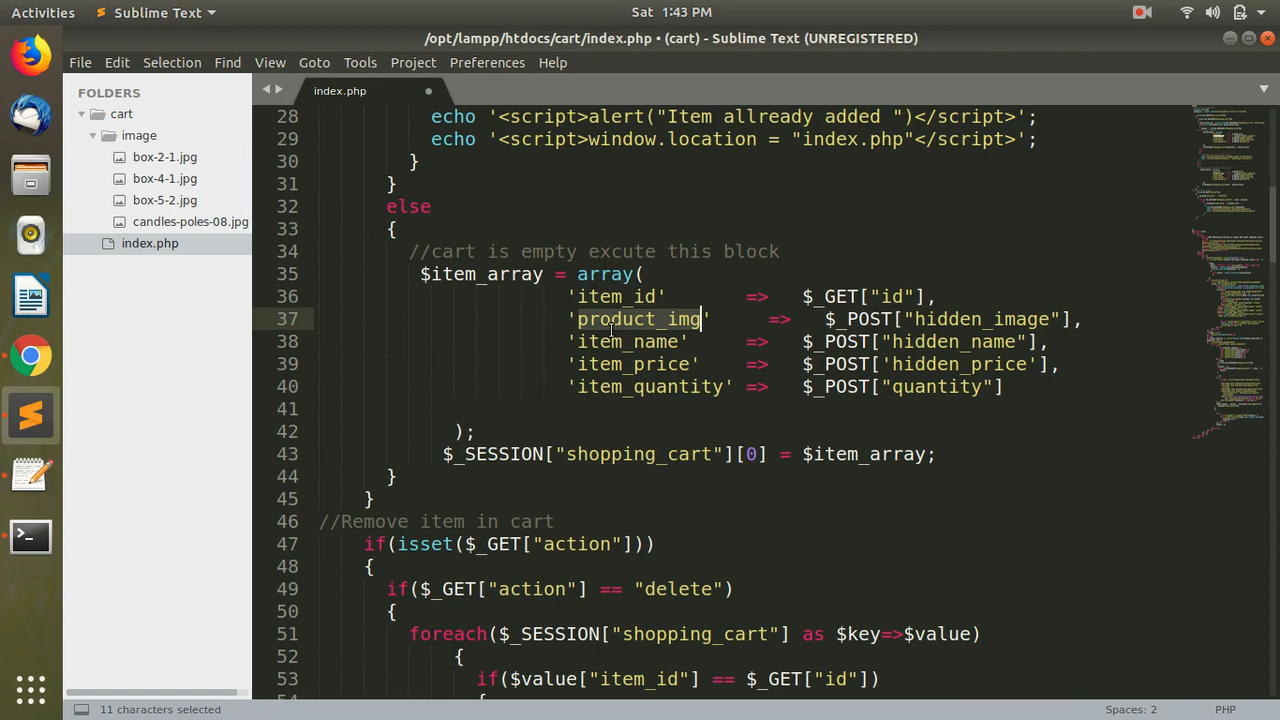 Activities Sublime Text Sat 1:43 PM
/opt/lampp/htdocs/cart/index.php • (cart) - Sublime Text (UNREGISTERED)
File Edit Selection Find View Goto Tools Project Preferences Help
FOLDERS
cart
image
box-2-1.jpg
box-4-1.jpg
box-5-2.jpg
candles-poles-08.jpg
index.php
index.php
28 echo '<script>alert("Item allready added ")</script>';
29 echo '<script>window.location = "index.php"</script>';
30 }
31 }
32 else
33 {
34 //cart is empty excute this block
35 $item_array = array(
36 'item_id' => $_GET["id"],
37 'product_img' => $_POST["hidden_image"],
38 'item_name' => $_POST["hidden_name"],
39 'item_price' => $_POST['hidden_price'],
40 'item_quantity' => $_POST["quantity"]
41
42 );
43 $_SESSION["shopping_cart"][0] = $item_array;
44 }
45 }
46 //Remove item in cart
47 if(isset($_GET["action"]))
48 {
49 if($_GET["action"] == "delete")
50 {
51 foreach($_SESSION["shopping_cart"] as $key=>$value)
52 {
53 if($value["item_id"] == $_GET["id"])
54 {
11 characters selected Spaces: 2 PHP